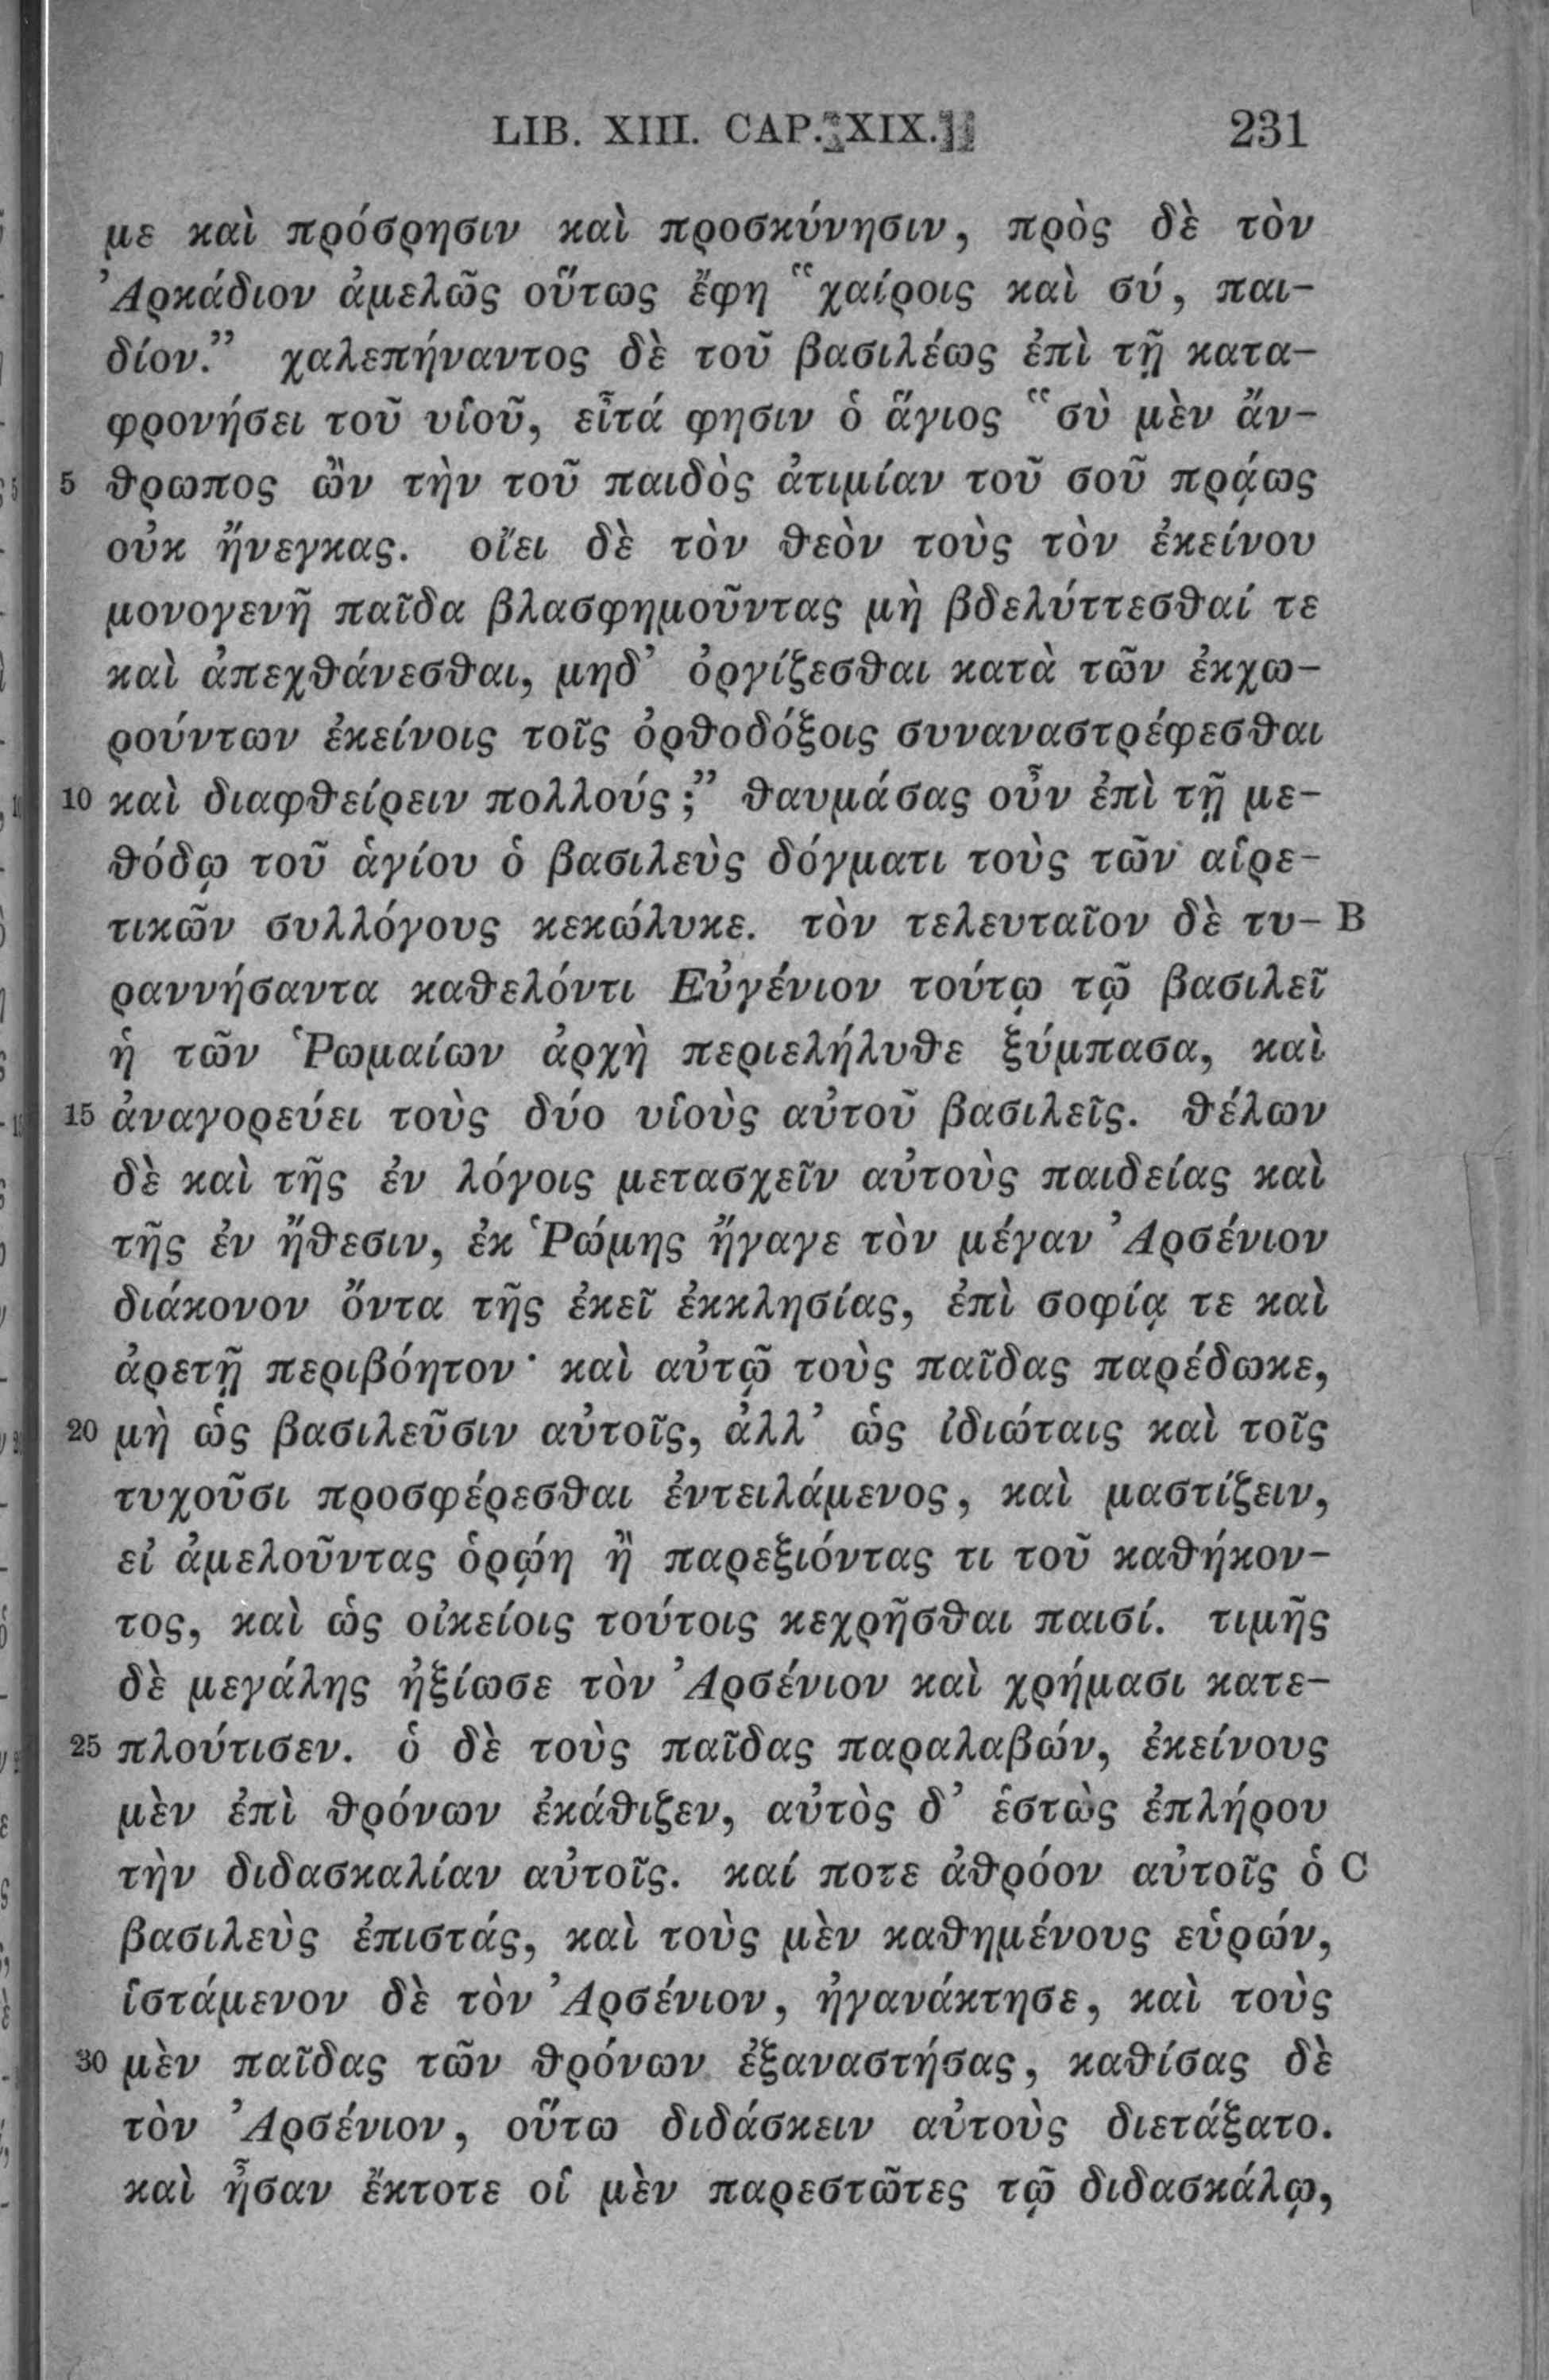 LIB. XIII. CAP. XIX. 231
με καὶ πρόσρησιν καὶ προσκύνησιν, πρὸς δὲ τὸν
Ἀρκάδιον ἀμελῶς οὕτως ἔφη “χαίροις καὶ σύ, παι-
δίον.” χαλεπήναντος δὲ τοῦ βασιλέως ἐπὶ τῇ κατα-
φρονήσει τοῦ υἱοῦ, εἶτά φησιν ὁ ἅγιος “σὺ μὲν ἄν-
5 θρωπος ὢν τὴν τοῦ παιδὸς ἀτιμίαν τοῦ σοῦ πρᾴως
οὐκ ἤνεγκας. οἴει δὲ τὸν θεὸν τοὺς τὸν ἐκείνου
μονογενῆ παῖδα βλασφημοῦντας μὴ βδελύττεσθαί τε
καὶ ἀπεχθάνεσθαι, μηδ’ ὀργίζεσθαι κατὰ τῶν ἐκχω-
ρούντων ἐκείνοις τοῖς ὀρθοδόξοις συναναστρέφεσθαι
10 καὶ διαφθείρειν πολλούς;” θαυμάσας οὖν ἐπὶ τῇ με-
θόδῳ τοῦ ἁγίου ὁ βασιλεὺς δόγματι τοὺς τῶν αἱρε-
τικῶν συλλόγους κεκώλυκε. τὸν τελευταῖον δὲ τυ- B
ραννήσαντα καθελόντι Εὐγένιον τούτῳ τῷ βασιλεῖ
ἡ τῶν Ῥωμαίων ἀρχὴ περιελήλυθε ξύμπασα, καὶ
15 ἀναγορεύει τοὺς δύο υἱοὺς αὐτοῦ βασιλεῖς. θέλων
δὲ καὶ τῆς ἐν λόγοις μετασχεῖν αὐτοὺς παιδείας καὶ
τῆς ἐν ἤθεσιν, ἐκ Ῥώμης ἤγαγε τὸν μέγαν Ἀρσένιον
διάκονον ὄντα τῆς ἐκεῖ ἐκκλησίας, ἐπὶ σοφίᾳ τε καὶ
ἀρετῇ περιβόητον· καὶ αὐτῷ τοὺς παῖδας παρέδωκε,
20 μὴ ὡς βασιλεῦσιν αὐτοῖς, ἀλλ’ ὡς ἰδιώταις καὶ τοῖς
τυχοῦσι προσφέρεσθαι ἐντειλάμενος, καὶ μαστίζειν,
εἰ ἀμελοῦντας ὁρῴη ἢ παρεξιόντας τι τοῦ καθήκον-
τος, καὶ ὡς οἰκείοις τούτοις κεχρῆσθαι παισί. τιμῆς
δὲ μεγάλης ἠξίωσε τὸν Ἀρσένιον καὶ χρήμασι κατε-
25 πλούτισεν. ὁ δὲ τοὺς παῖδας παραλαβών, ἐκείνους
μὲν ἐπὶ θρόνων ἐκάθιζεν, αὐτὸς δ’ ἑστὼς ἐπλήρου
τὴν διδασκαλίαν αὐτοῖς. καί ποτε ἀθρόον αὐτοῖς ὁ C
βασιλεὺς ἐπιστάς, καὶ τοὺς μὲν καθημένους εὑρών,
ἱστάμενον δὲ τὸν Ἀρσένιον, ἠγανάκτησε, καὶ τοὺς
30 μὲν παῖδας τῶν θρόνων ἐξαναστήσας, καθίσας δὲ
τὸν Ἀρσένιον, οὕτω διδάσκειν αὐτοὺς διετάξατο.
καὶ ἦσαν ἔκτοτε οἱ μὲν παρεστῶτες τῷ διδασκάλῳ,